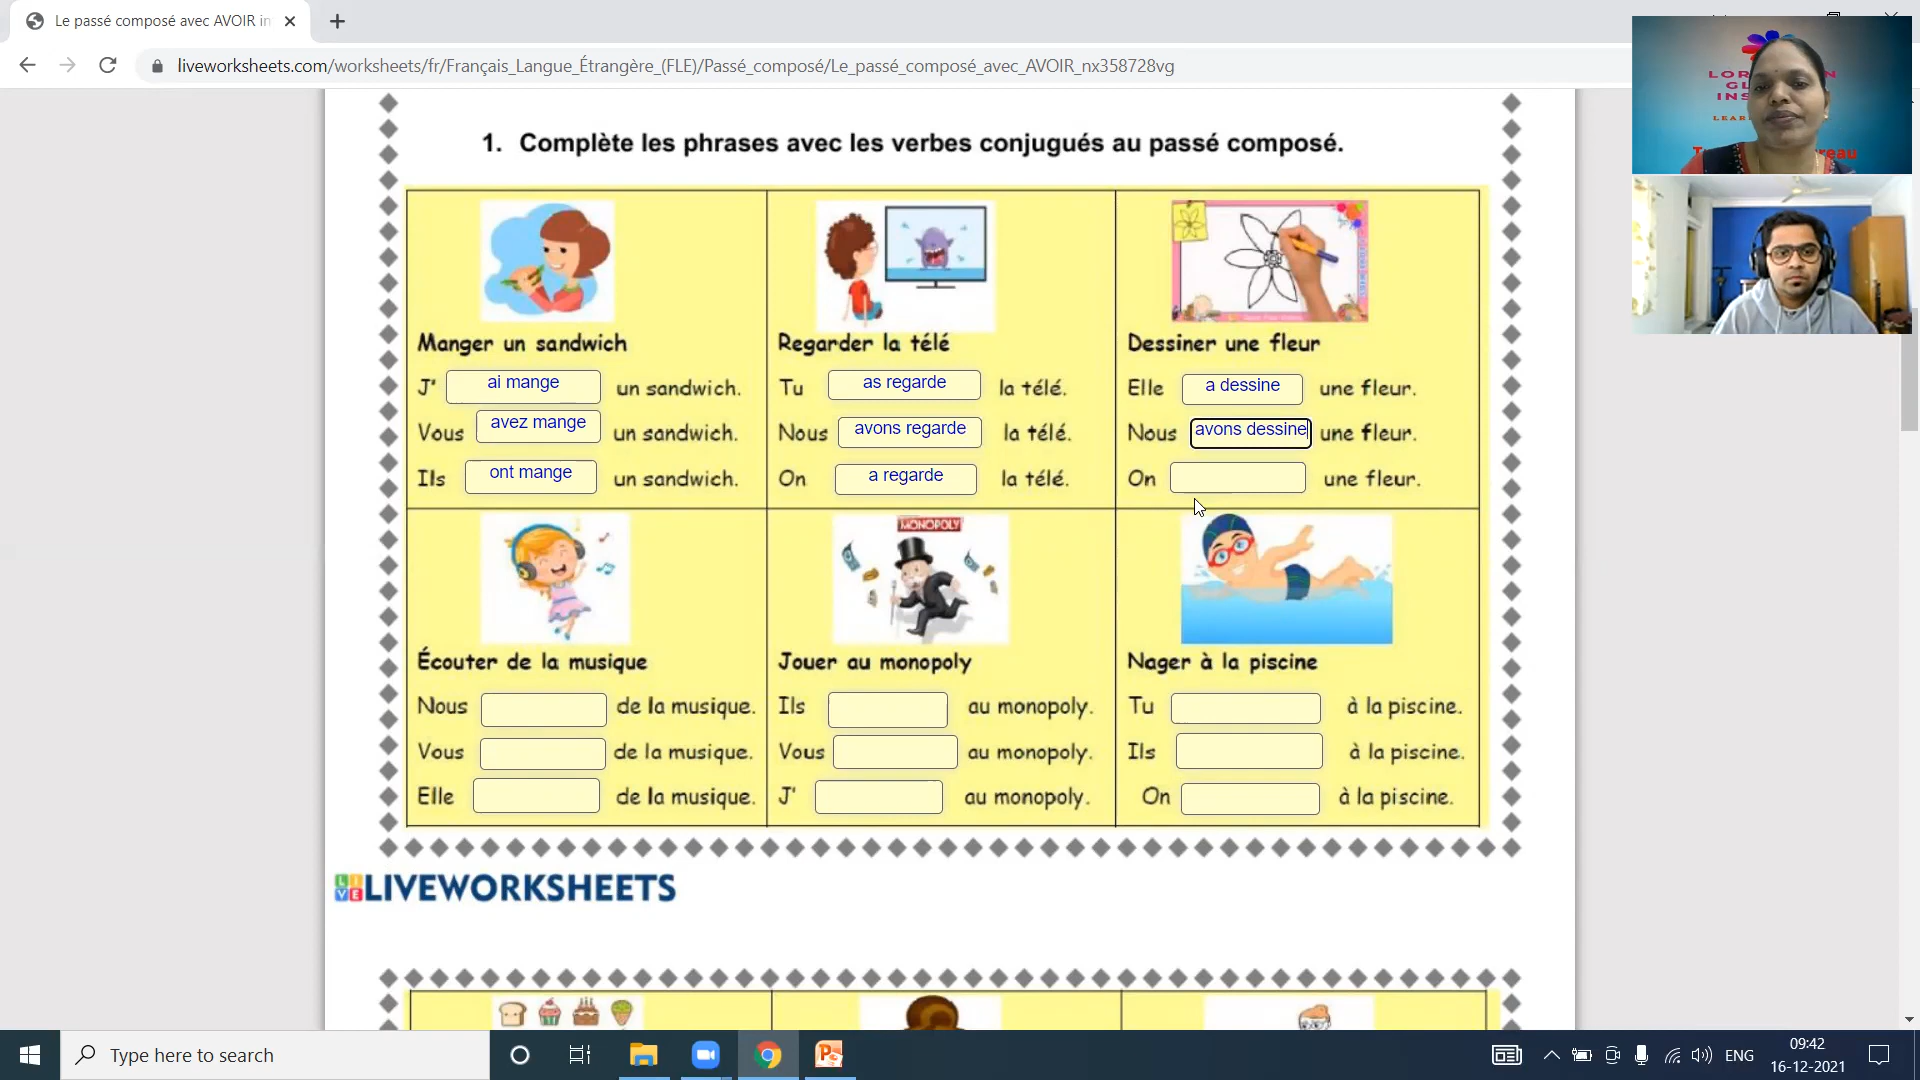 Le passé composé avec AVOIR in
liveworksheets.com/worksheets/fr/Français_Langue_Étrangère_(FLE)/Passé_composé/Le_passé_composé_avec_AVOIR_nx358728vg
1. Complète les phrases avec les verbes conjugués au passé composé.
Manger un sandwich
J' ai mange un sandwich.
Vous avez mange un sandwich.
Ils ont mange un sandwich.
Regarder la télé
Tu as regarde la télé.
Nous avons regarde la télé.
On a regarde la télé.
Dessiner une fleur
Elle a dessine une fleur.
Nous avons dessine une fleur.
On une fleur.
MONOPOLY
Écouter de la musique
Nous de la musique.
Vous de la musique.
Elle de la musique.
Jouer au monopoly
Ils au monopoly.
Vous au monopoly.
J' au monopoly.
Nager à la piscine
Tu à la piscine.
Ils à la piscine.
On à la piscine.
LIVEWORKSHEETS
Type here to search
ENG
09:42
16-12-2021